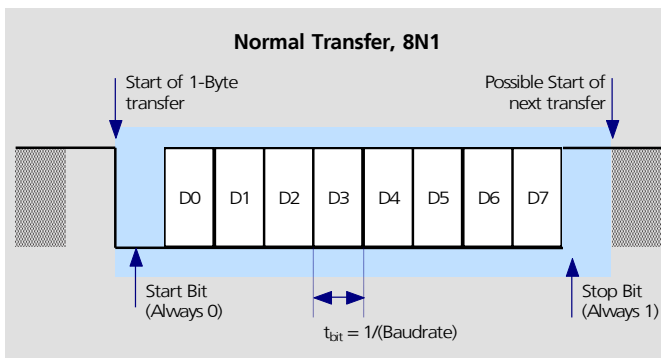 Normal Transfer, 8N1
Start of 1-Byte
transfer
Possible Start of
next transfer
D0 D1 D2 D3 D4 D5 D6 D7
Start Bit
(Always 0)
Stop Bit
(Always 1)
tbit = 1/(Baudrate)